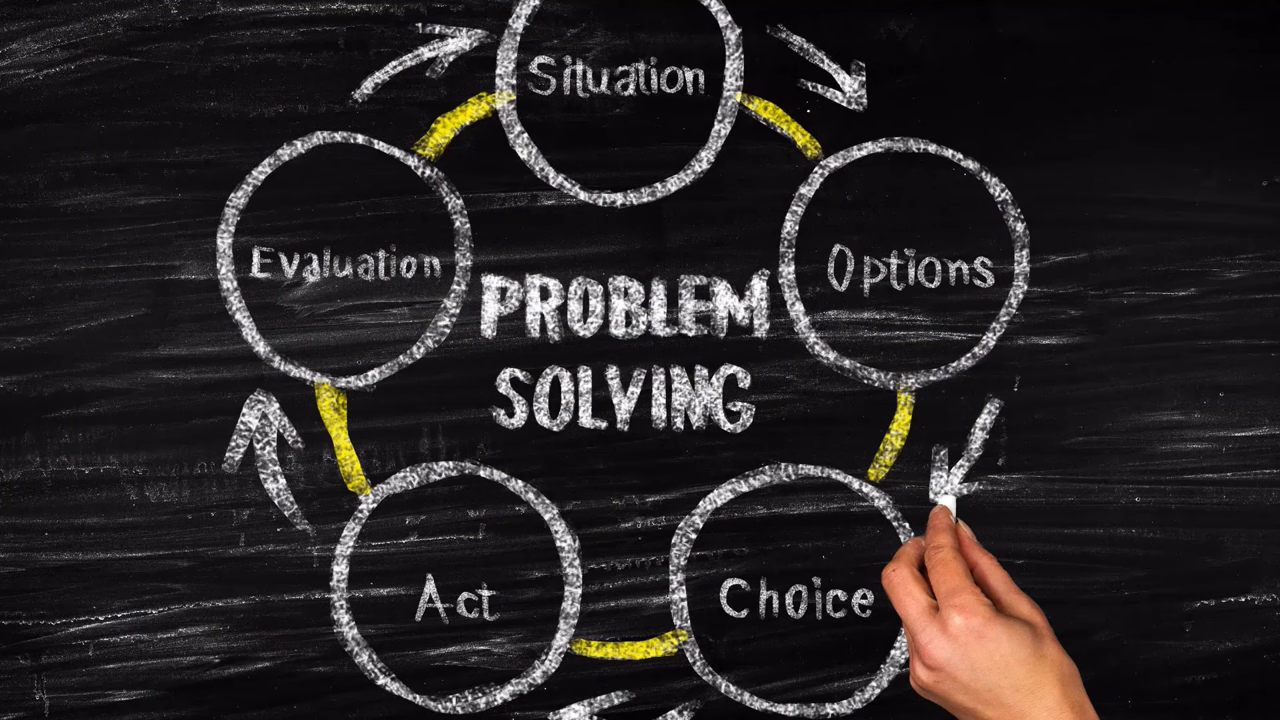 Situation
Evaluation
Options
PROBLEM
SOLVING
Act
Choice